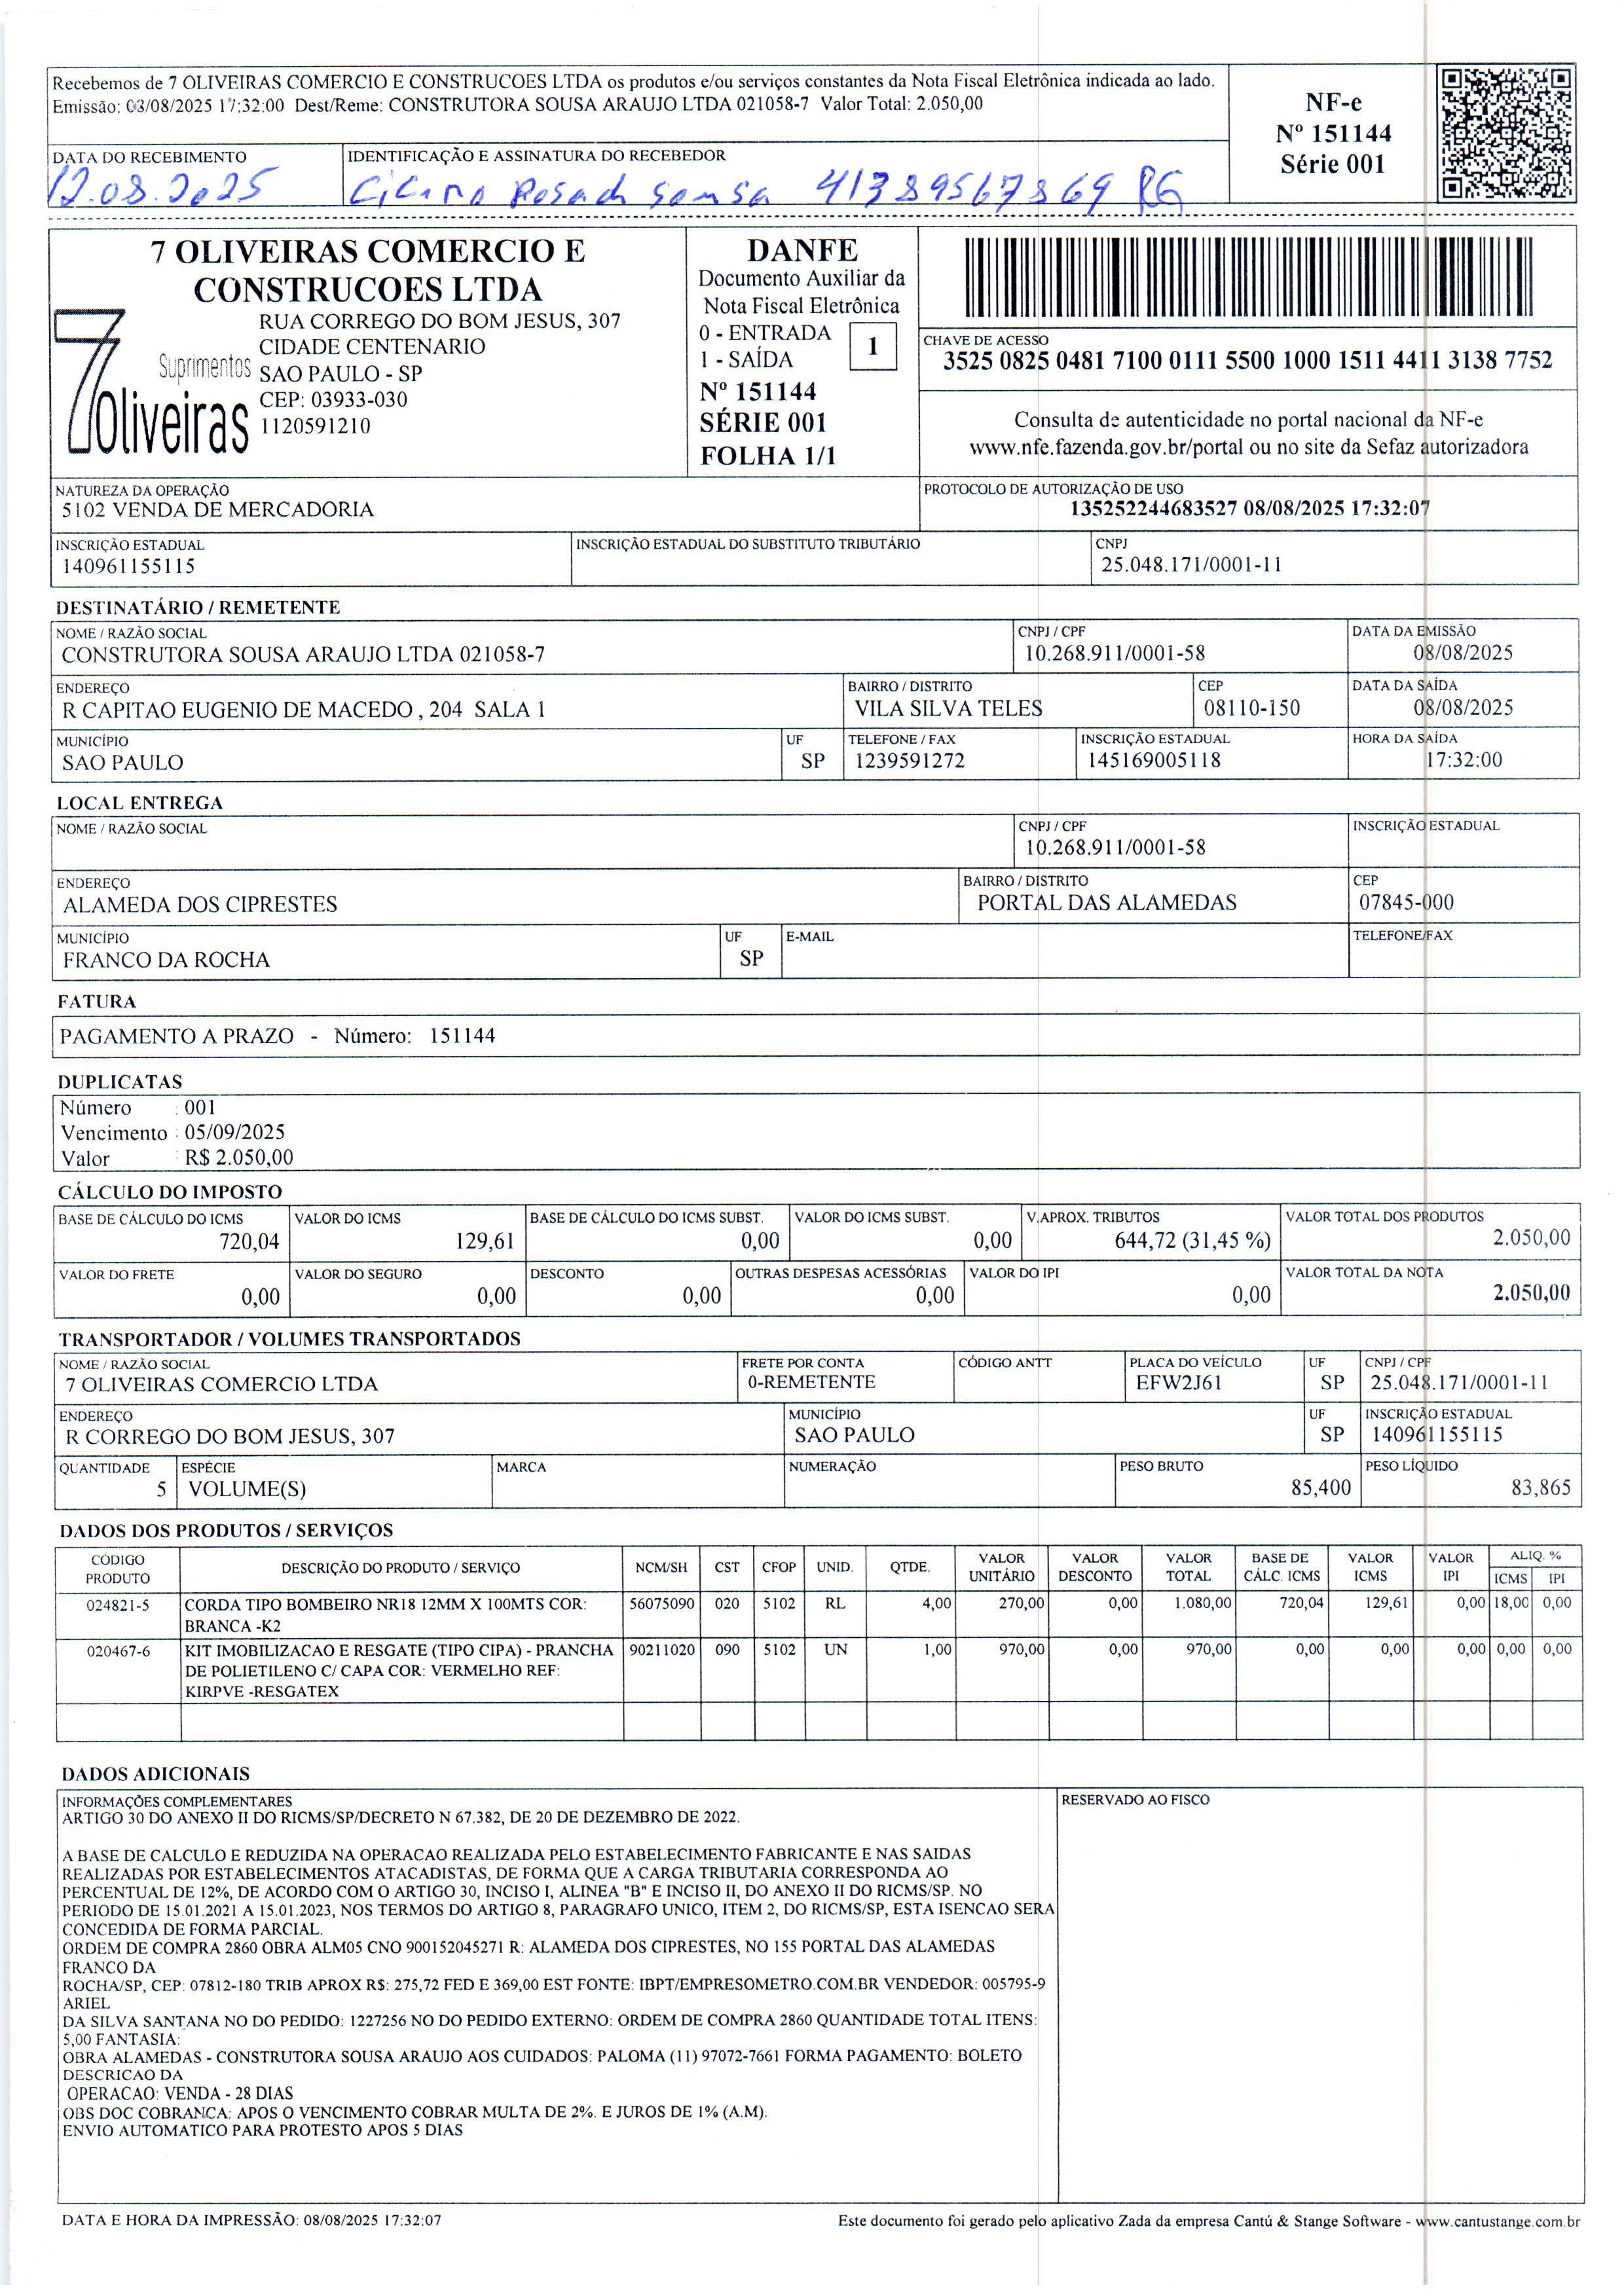 Recebemos de 7 OLIVEIRAS COMERCIO E CONSTRUCOES LTDA os produtos e/ou serviços constantes da Nota Fiscal Eletrônica indicada ao lado.
Emissão: 08/08/2025 17:32:00 Dest/Reme: CONSTRUTORA SOUSA ARAUJO LTDA 021058-7 Valor Total: 2.050,00
NF-e
Nº 151144
Série 001
DATA DO RECEBIMENTO
12.08.2025
IDENTIFICAÇÃO E ASSINATURA DO RECEBEDOR
sousa 41389567869 RG
7 OLIVEIRAS COMERCIO E
CONSTRUCOES LTDA
7 Oliveiras
Suprimentos
RUA CORREGO DO BOM JESUS, 307
CIDADE CENTENARIO
SAO PAULO - SP
CEP: 03933-030
1120591210
DANFE
Documento Auxiliar da
Nota Fiscal Eletrônica
0 - ENTRADA
1 - SAÍDA
1
Nº 151144
SÉRIE 001
FOLHA 1/1
CHAVE DE ACESSO
3525 0825 0481 7100 0111 5500 1000 1511 4411 3138 7752
Consulta de autenticidade no portal nacional da NF-e
www.nfe.fazenda.gov.br/portal ou no site da Sefaz autorizadora
NATUREZA DA OPERAÇÃO
5102 VENDA DE MERCADORIA
PROTOCOLO DE AUTORIZAÇÃO DE USO
135252244683527 08/08/2025 17:32:07
INSCRIÇÃO ESTADUAL
140961155115
INSCRIÇÃO ESTADUAL DO SUBSTITUTO TRIBUTÁRIO
CNPJ
25.048.171/0001-11
DESTINATÁRIO / REMETENTE
NOME / RAZÃO SOCIAL
CONSTRUTORA SOUSA ARAUJO LTDA 021058-7
CNPJ / CPF
10.268.911/0001-58
DATA DA EMISSÃO
08/08/2025
ENDEREÇO
R CAPITAO EUGENIO DE MACEDO , 204 SALA 1
BAIRRO / DISTRITO
VILA SILVA TELES
CEP
08110-150
DATA DA SAÍDA
08/08/2025
MUNICÍPIO
SAO PAULO
UF
SP
TELEFONE / FAX
1239591272
INSCRIÇÃO ESTADUAL
145169005118
HORA DA SAÍDA
17:32:00
LOCAL ENTREGA
NOME / RAZÃO SOCIAL
CNPJ / CPF
10.268.911/0001-58
INSCRIÇÃO ESTADUAL
ENDEREÇO
ALAMEDA DOS CIPRESTES
BAIRRO / DISTRITO
PORTAL DAS ALAMEDAS
CEP
07845-000
MUNICÍPIO
FRANCO DA ROCHA
UF
SP
E-MAIL
TELEFONE/FAX
FATURA
PAGAMENTO A PRAZO - Número: 151144
DUPLICATAS
Número : 001
Vencimento : 05/09/2025
Valor : R$ 2.050,00
CÁLCULO DO IMPOSTO
BASE DE CÁLCULO DO ICMS
720,04
VALOR DO ICMS
129,61
BASE DE CÁLCULO DO ICMS SUBST.
0,00
VALOR DO ICMS SUBST.
0,00
V.APROX. TRIBUTOS
644,72 (31,45 %)
VALOR TOTAL DOS PRODUTOS
2.050,00
VALOR DO FRETE
0,00
VALOR DO SEGURO
0,00
DESCONTO
0,00
OUTRAS DESPESAS ACESSÓRIAS
0,00
VALOR DO IPI
0,00
VALOR TOTAL DA NOTA
2.050,00
TRANSPORTADOR / VOLUMES TRANSPORTADOS
NOME / RAZÃO SOCIAL
7 OLIVEIRAS COMERCIO LTDA
FRETE POR CONTA
0-REMETENTE
CÓDIGO ANTT
PLACA DO VEÍCULO
EFW2J61
UF
SP
CNPJ / CPF
25.048.171/0001-11
ENDEREÇO
R CORREGO DO BOM JESUS, 307
MUNICÍPIO
SAO PAULO
UF
SP
INSCRIÇÃO ESTADUAL
140961155115
QUANTIDADE
5
ESPÉCIE
VOLUME(S)
MARCA
NUMERAÇÃO
PESO BRUTO
85,400
PESO LÍQUIDO
83,865
DADOS DOS PRODUTOS / SERVIÇOS
CÓDIGO PRODUTO DESCRIÇÃO DO PRODUTO / SERVIÇO NCM/SH CST CFOP UNID. QTDE. VALOR UNITÁRIO VALOR DESCONTO VALOR TOTAL BASE DE CÁLC. ICMS VALOR ICMS VALOR IPI ALIQ. % ICMS IPI
024821-5 CORDA TIPO BOMBEIRO NR18 12MM X 100MTS COR: 56075090 020 5102 RL 4,00 270,00 0,00 1.080,00 720,04 129,61 0,00 18,00 0,00
BRANCA -K2
020467-6 KIT IMOBILIZACAO E RESGATE (TIPO CIPA) - PRANCHA 90211020 090 5102 UN 1,00 970,00 0,00 970,00 0,00 0,00 0,00 0,00 0,00
DE POLIETILENO C/ CAPA COR: VERMELHO REF:
KIRPVE -RESGATEX
DADOS ADICIONAIS
INFORMAÇÕES COMPLEMENTARES
RESERVADO AO FISCO
ARTIGO 30 DO ANEXO II DO RICMS/SP/DECRETO N 67.382, DE 20 DE DEZEMBRO DE 2022.
A BASE DE CALCULO E REDUZIDA NA OPERACAO REALIZADA PELO ESTABELECIMENTO FABRICANTE E NAS SAIDAS
REALIZADAS POR ESTABELECIMENTOS ATACADISTAS, DE FORMA QUE A CARGA TRIBUTARIA CORRESPONDA AO
PERCENTUAL DE 12%, DE ACORDO COM O ARTIGO 30, INCISO I, ALINEA "B" E INCISO II, DO ANEXO II DO RICMS/SP. NO
PERIODO DE 15.01.2021 A 15.01.2023, NOS TERMOS DO ARTIGO 8, PARAGRAFO UNICO, ITEM 2, DO RICMS/SP, ESTA ISENCAO SERA
CONCEDIDA DE FORMA PARCIAL.
ORDEM DE COMPRA 2860 OBRA ALM05 CNO 900152045271 R: ALAMEDA DOS CIPRESTES, NO 155 PORTAL DAS ALAMEDAS
FRANCO DA
ROCHA/SP, CEP: 07812-180 TRIB APROX R$: 275,72 FED E 369,00 EST FONTE: IBPT/EMPRESOMETRO.COM.BR VENDEDOR: 005795-9
ARIEL
DA SILVA SANTANA NO DO PEDIDO: 1227256 NO DO PEDIDO EXTERNO: ORDEM DE COMPRA 2860 QUANTIDADE TOTAL ITENS:
5,00 FANTASIA:
OBRA ALAMEDAS - CONSTRUTORA SOUSA ARAUJO AOS CUIDADOS: PALOMA (11) 97072-7661 FORMA PAGAMENTO: BOLETO
DESCRICAO DA
OPERACAO: VENDA - 28 DIAS
OBS DOC COBRANCA: APOS O VENCIMENTO COBRAR MULTA DE 2%. E JUROS DE 1% (A.M).
ENVIO AUTOMATICO PARA PROTESTO APOS 5 DIAS
DATA E HORA DA IMPRESSÃO: 08/08/2025 17:32:07
Este documento foi gerado pelo aplicativo Zada da empresa Cantú & Stange Software - www.cantustange.com.br